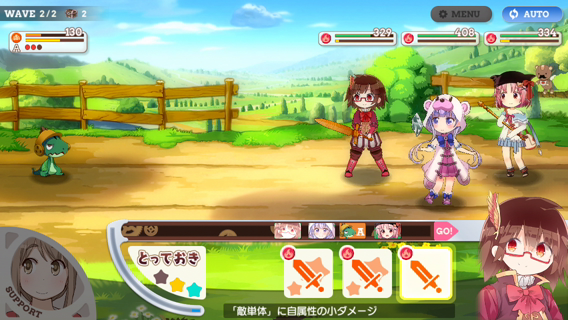 WAVE 2/2 2
MENU
AUTO
130
A
329
408
334
A
GO!
とっておき
SUPPORT
「敵単体」に自属性の小ダメージ